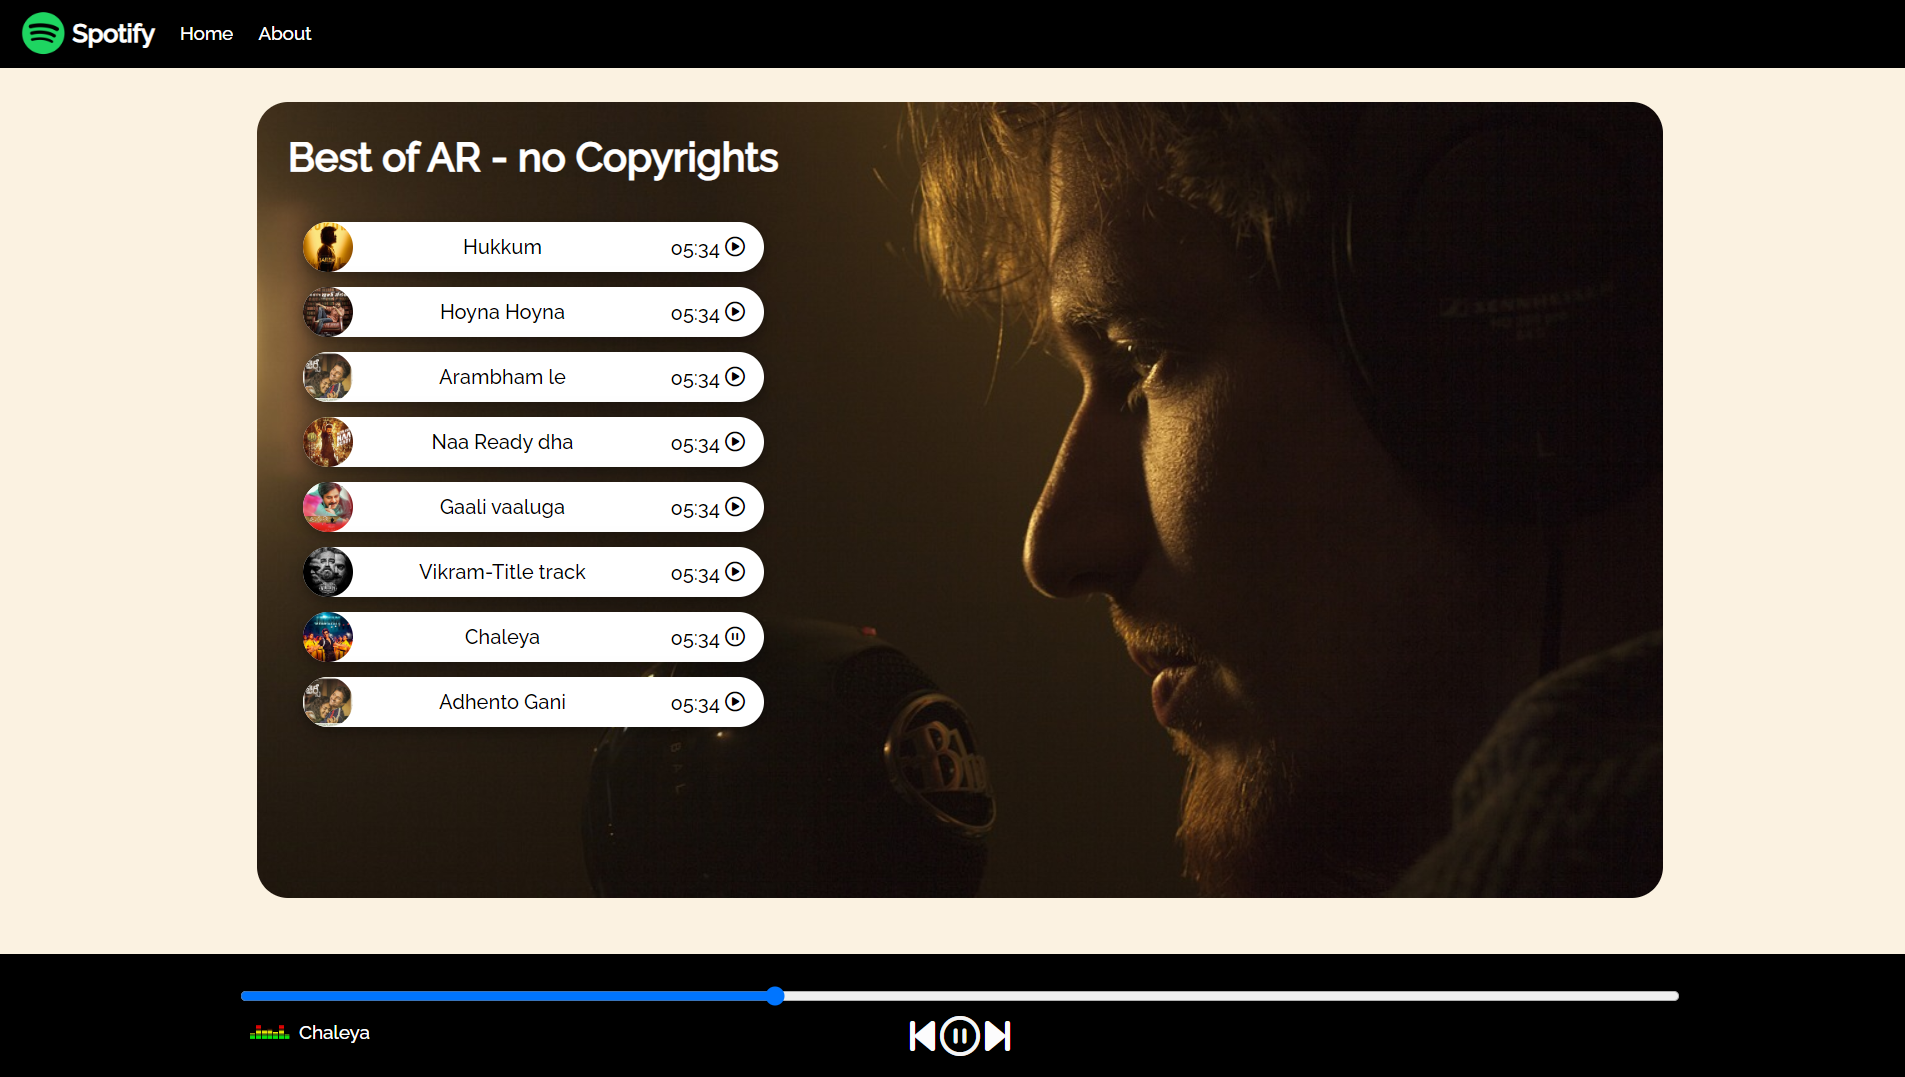 Spotify Home About
Best of AR - no Copyrights
Hukkum 05:34
Hoyna Hoyna 05:34
Arambham le 05:34
Naa Ready dha 05:34
Gaali vaaluga 05:34
Vikram-Title track 05:34
Chaleya 05:34
Adhento Gani 05:34
SENNHEISER
Chaleya